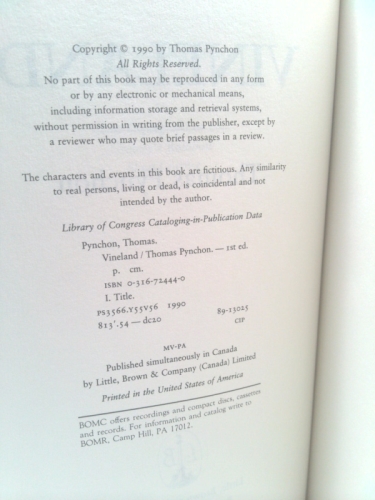 Copyright © 1990 by Thomas Pynchon
All Rights Reserved.
No part of this book may be reproduced in any form
or by any electronic or mechanical means,
including information storage and retrieval systems,
without permission in writing from the publisher, except by
a reviewer who may quote brief passages in a review.
The characters and events in this book are fictitious. Any similarity
to real persons, living or dead, is coincidental and not
intended by the author.
Library of Congress Cataloging-in-Publication Data
Pynchon, Thomas.
Vineland / Thomas Pynchon. — 1st ed.
p. cm.
ISBN 0-316-72444-0
I. Title.
PS3566.Y55V56 1990
813'.54 — dc20 89-13025
CIP
MV-PA
Published simultaneously in Canada
by Little, Brown & Company (Canada) Limited
Printed in the United States of America
BOMC offers recordings and compact discs, cassettes
and records. For information and catalog write to
BOMR, Camp Hill, PA 17012.